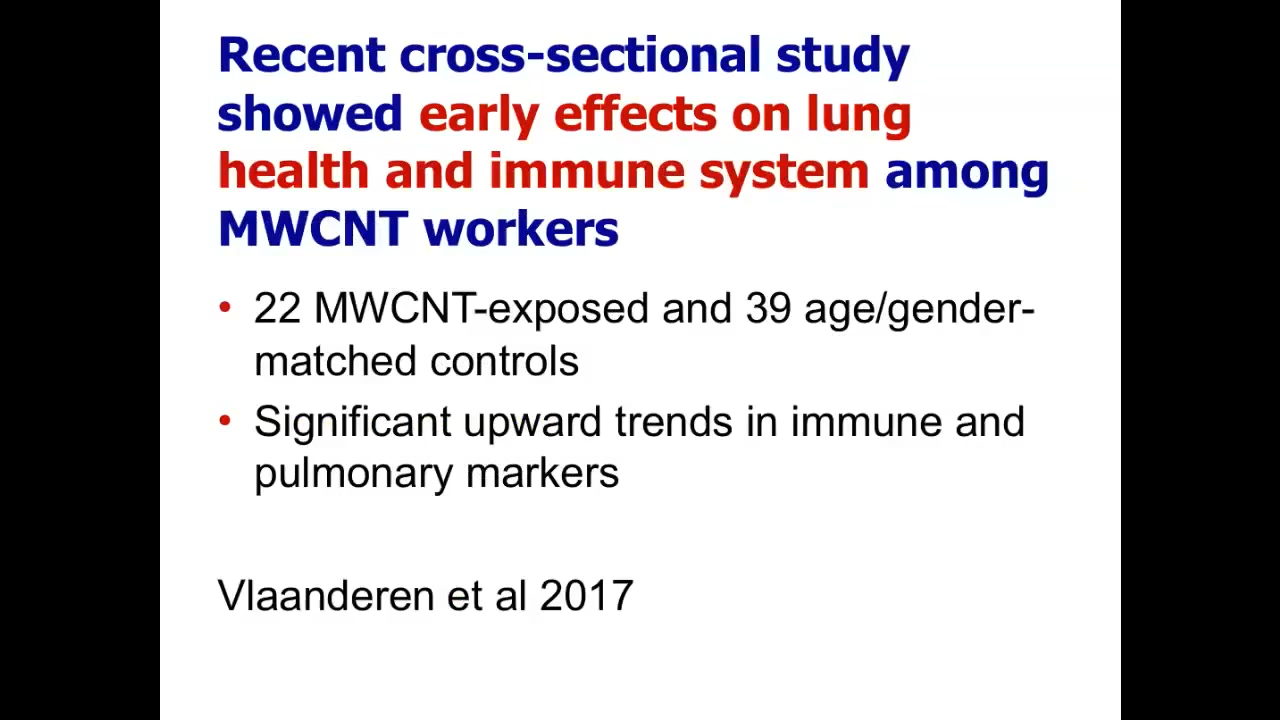 Recent cross-sectional study
showed early effects on lung
health and immune system among
MWCNT workers
• 22 MWCNT-exposed and 39 age/gender-
matched controls
• Significant upward trends in immune and
pulmonary markers
Vlaanderen et al 2017